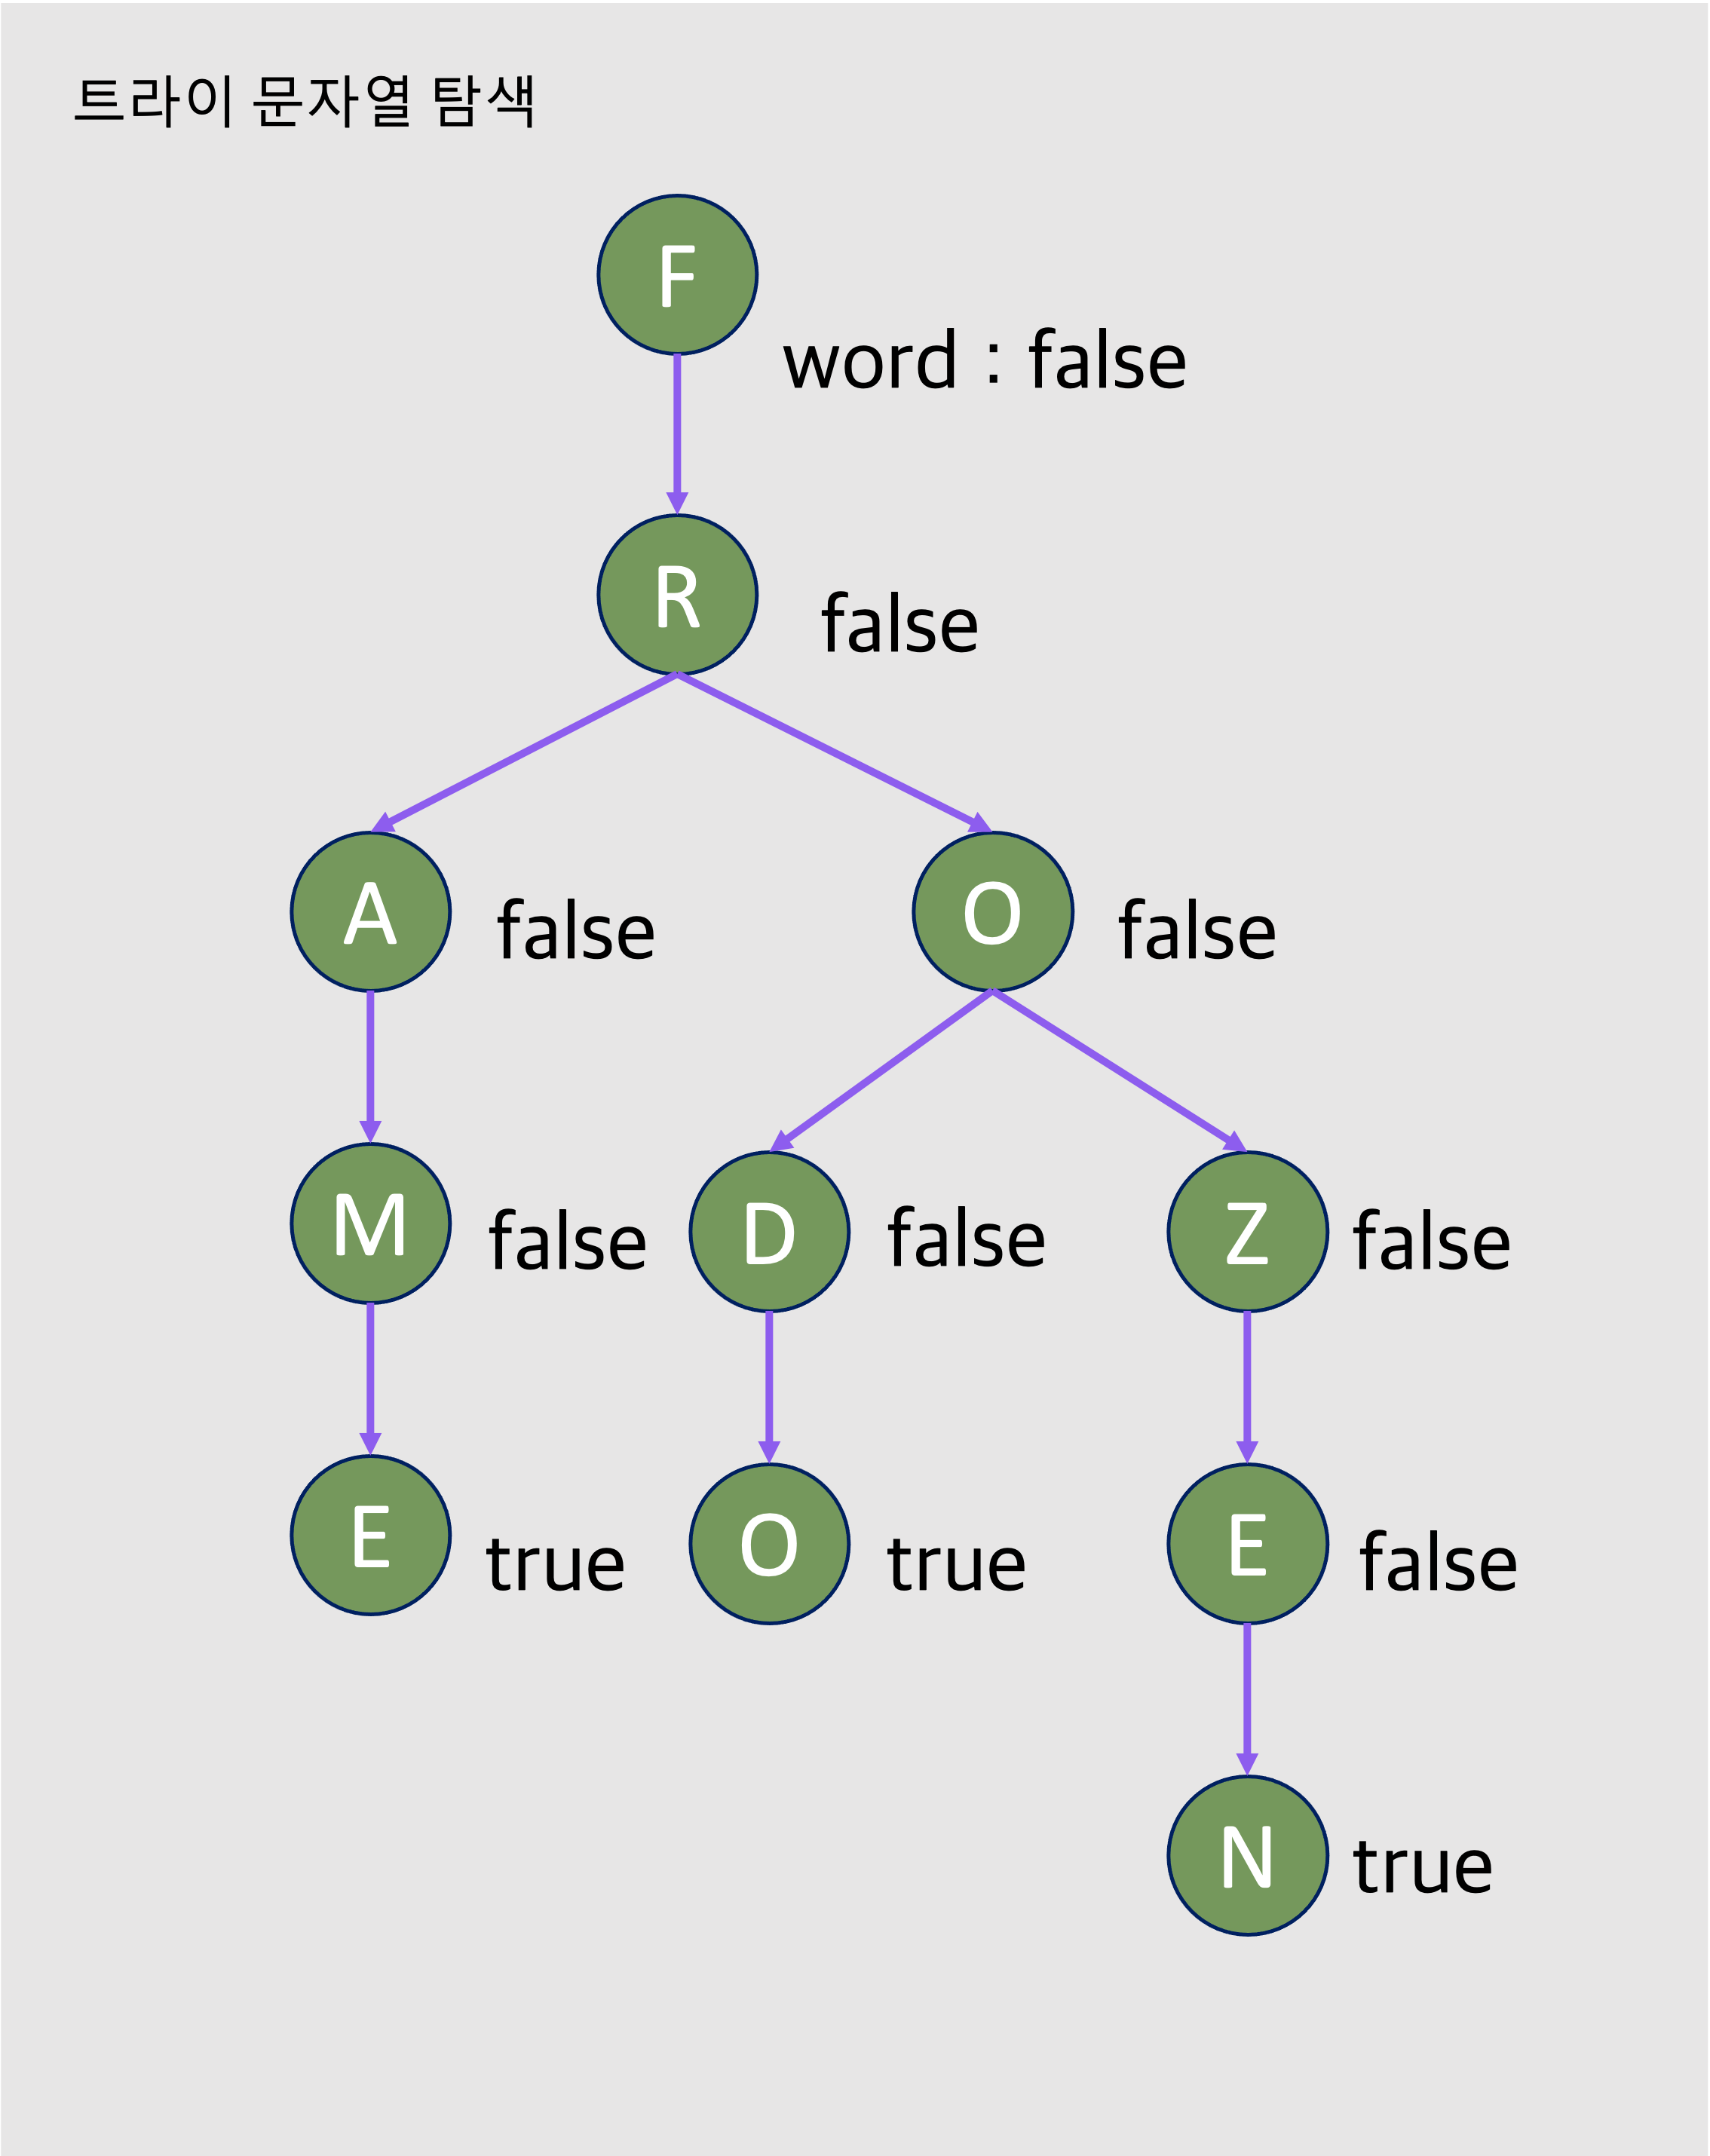 트라이 문자열 탐색
F
word : false
R
false
A
false
O
false
M
false
D
false
Z
false
E
true
O
true
E
false
N
true